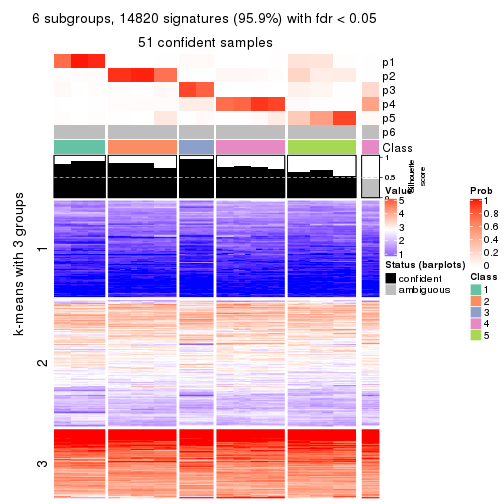 6 subgroups, 14820 signatures (95.9%) with fdr < 0.05
51 confident samples
p1
p2
p3
p4
p5
p6
Class
1
0.5
0
Silhouette
score
k-means with 3 groups
1
2
3
Value
5
4
3
2
1
Status (barplots)
confident
ambiguous
Prob
1
0.8
0.6
0.4
0.2
0
Class
1
2
3
4
5